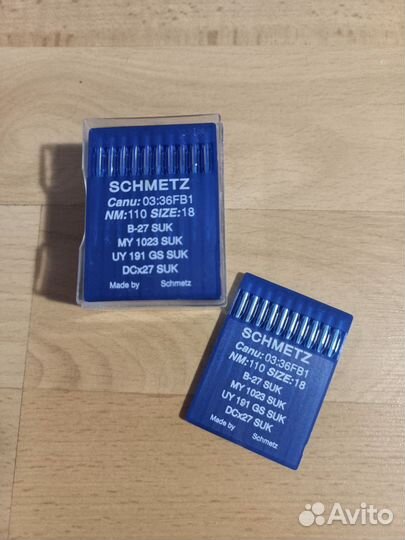 SCHMETZ
Canu: 03:36FB1
NM:110 SIZE:18
B-27 SUK
MY 1023 SUK
UY 191 GS SUK
DCx27 SUK
Made by Schmetz
SCHMETZ
Canu: 03:36FB1
NM:110 SIZE:18
B-27 SUK
MY 1023 SUK
UY 191 GS SUK
DCx27 SUK
Made by Schmetz
Avito